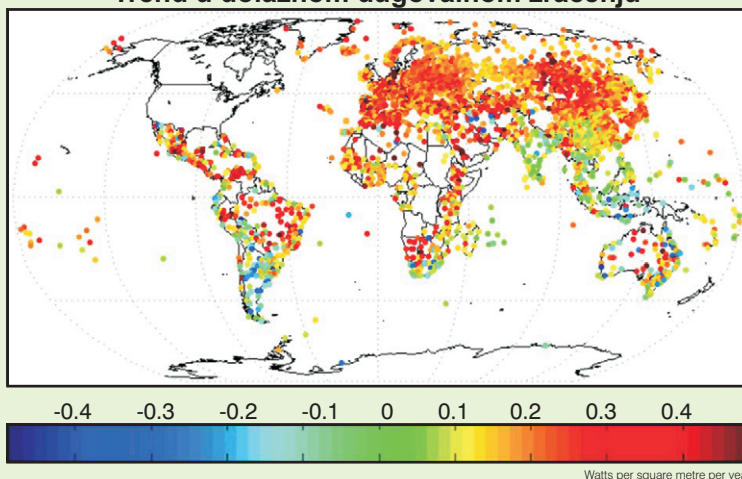 Trend u dolaznom dugovalnom zračenju
-0.4 -0.3 -0.2 -0.1 0 0.1 0.2 0.3 0.4
Watts per square metre per yea